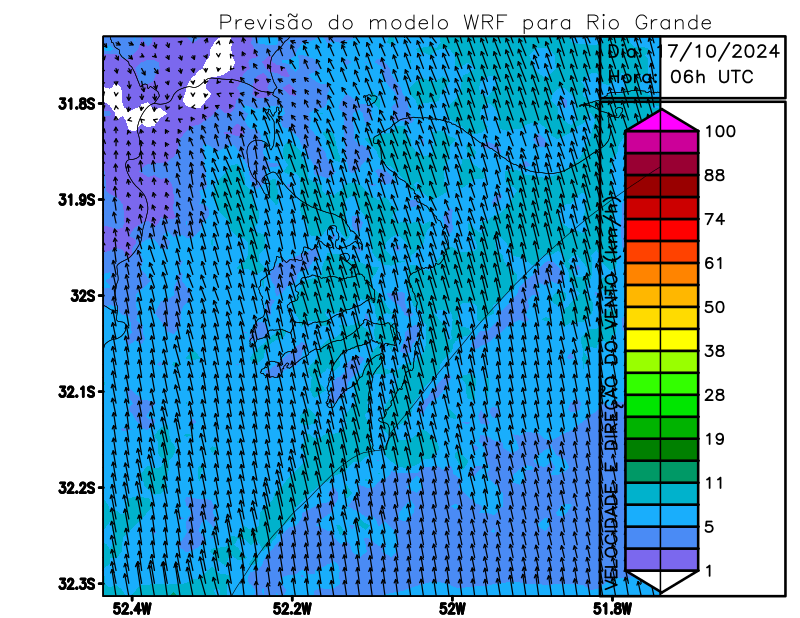 Previsão do modelo WRF para Rio Grande
Dia: 17/10/2024
Hora: 06h UTC
31.8S
31.9S
32S
32.1S
32.2S
32.3S
52.4W
52.2W
52W
51.8W
VELOCIDADE E DIREÇÃO DO VENTO (km/h)
100
88
74
61
50
38
28
19
11
5
1